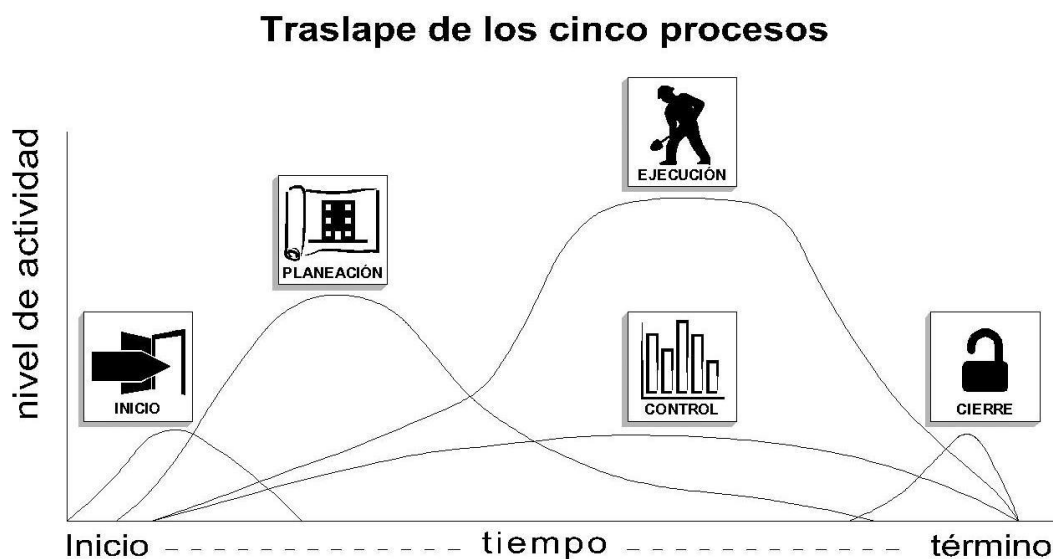 Traslape de los cinco procesos
EJECUCIÓN
nivel de actividad
PLANEACIÓN
INICIO
CONTROL
CIERRE
Inicio tiempo término